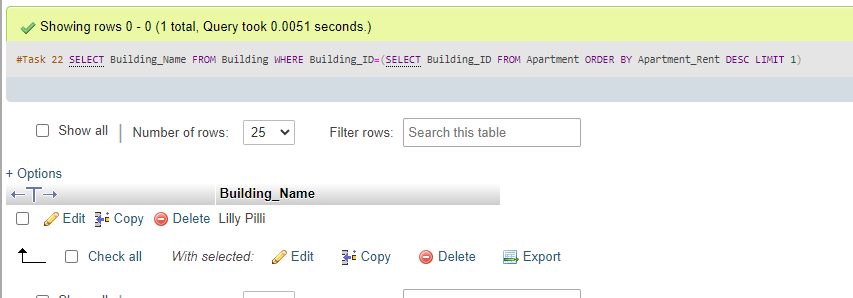 Showing rows 0 - 0 (1 total, Query took 0.0051 seconds.)
#Task 22 SELECT Building_Name FROM Building WHERE Building_ID=(SELECT Building_ID FROM Apartment ORDER BY Apartment_Rent DESC LIMIT 1)
Show all | Number of rows: 25 Filter rows: Search this table
+ Options
←T→ Building_Name
Edit Copy Delete Lilly Pilli
Check all With selected: Edit Copy Delete Export